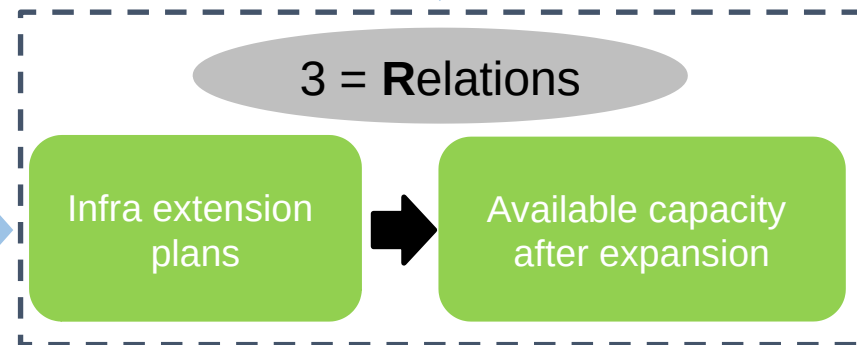 3 = Relations
Infra extension
plans
Available capacity
after expansion